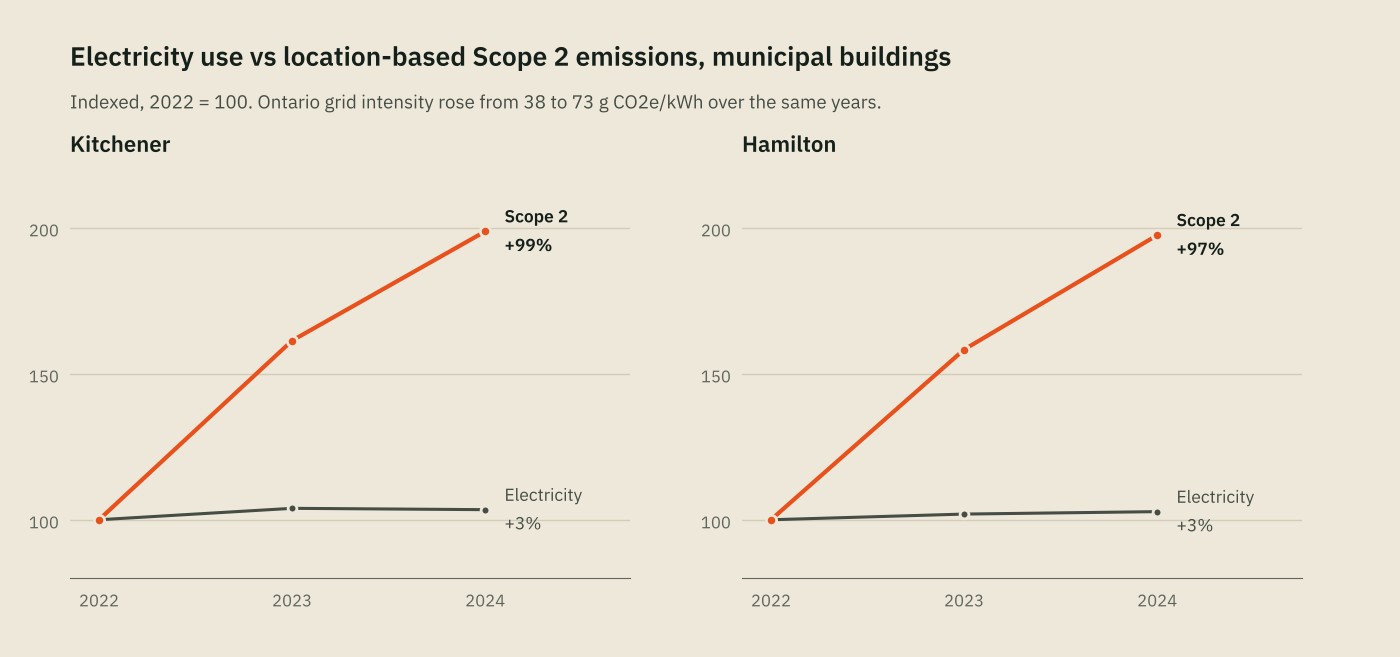 Electricity use vs location-based Scope 2 emissions, municipal buildings
Indexed, 2022 = 100. Ontario grid intensity rose from 38 to 73 g CO2e/kWh over the same years.
Kitchener
200
150
100
Scope 2
+99%
Electricity
+3%
2022
2023
2024
Hamilton
200
150
100
Scope 2
+97%
Electricity
+3%
2022
2023
2024